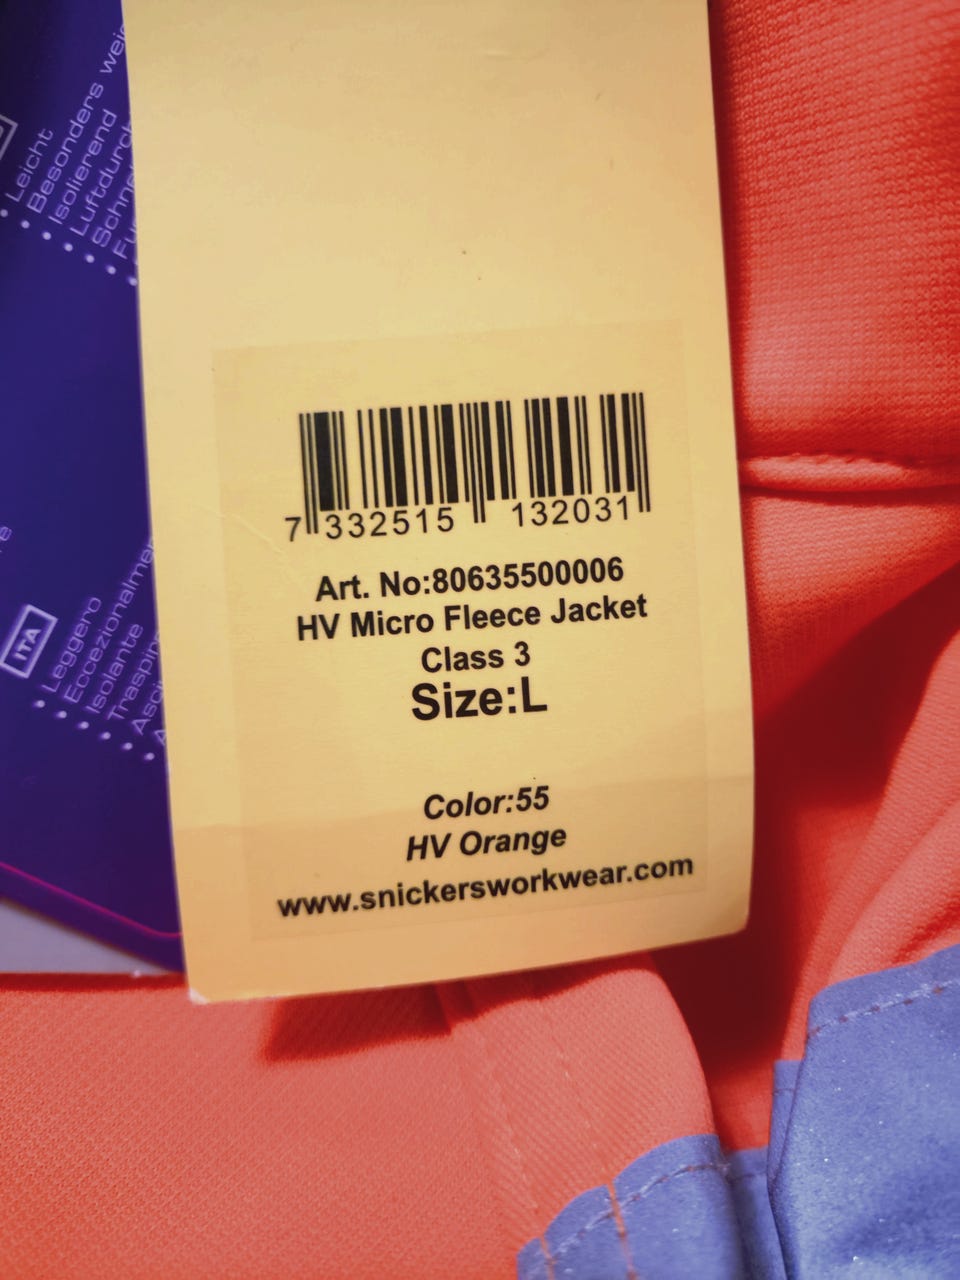 Leicht
Besonders
Isolierend
ITA
Leggero
Isolante
7 332515 132031
Art. No:80635500006
HV Micro Fleece Jacket
Class 3
Size:L
Color:55
HV Orange
www.snickersworkwear.com